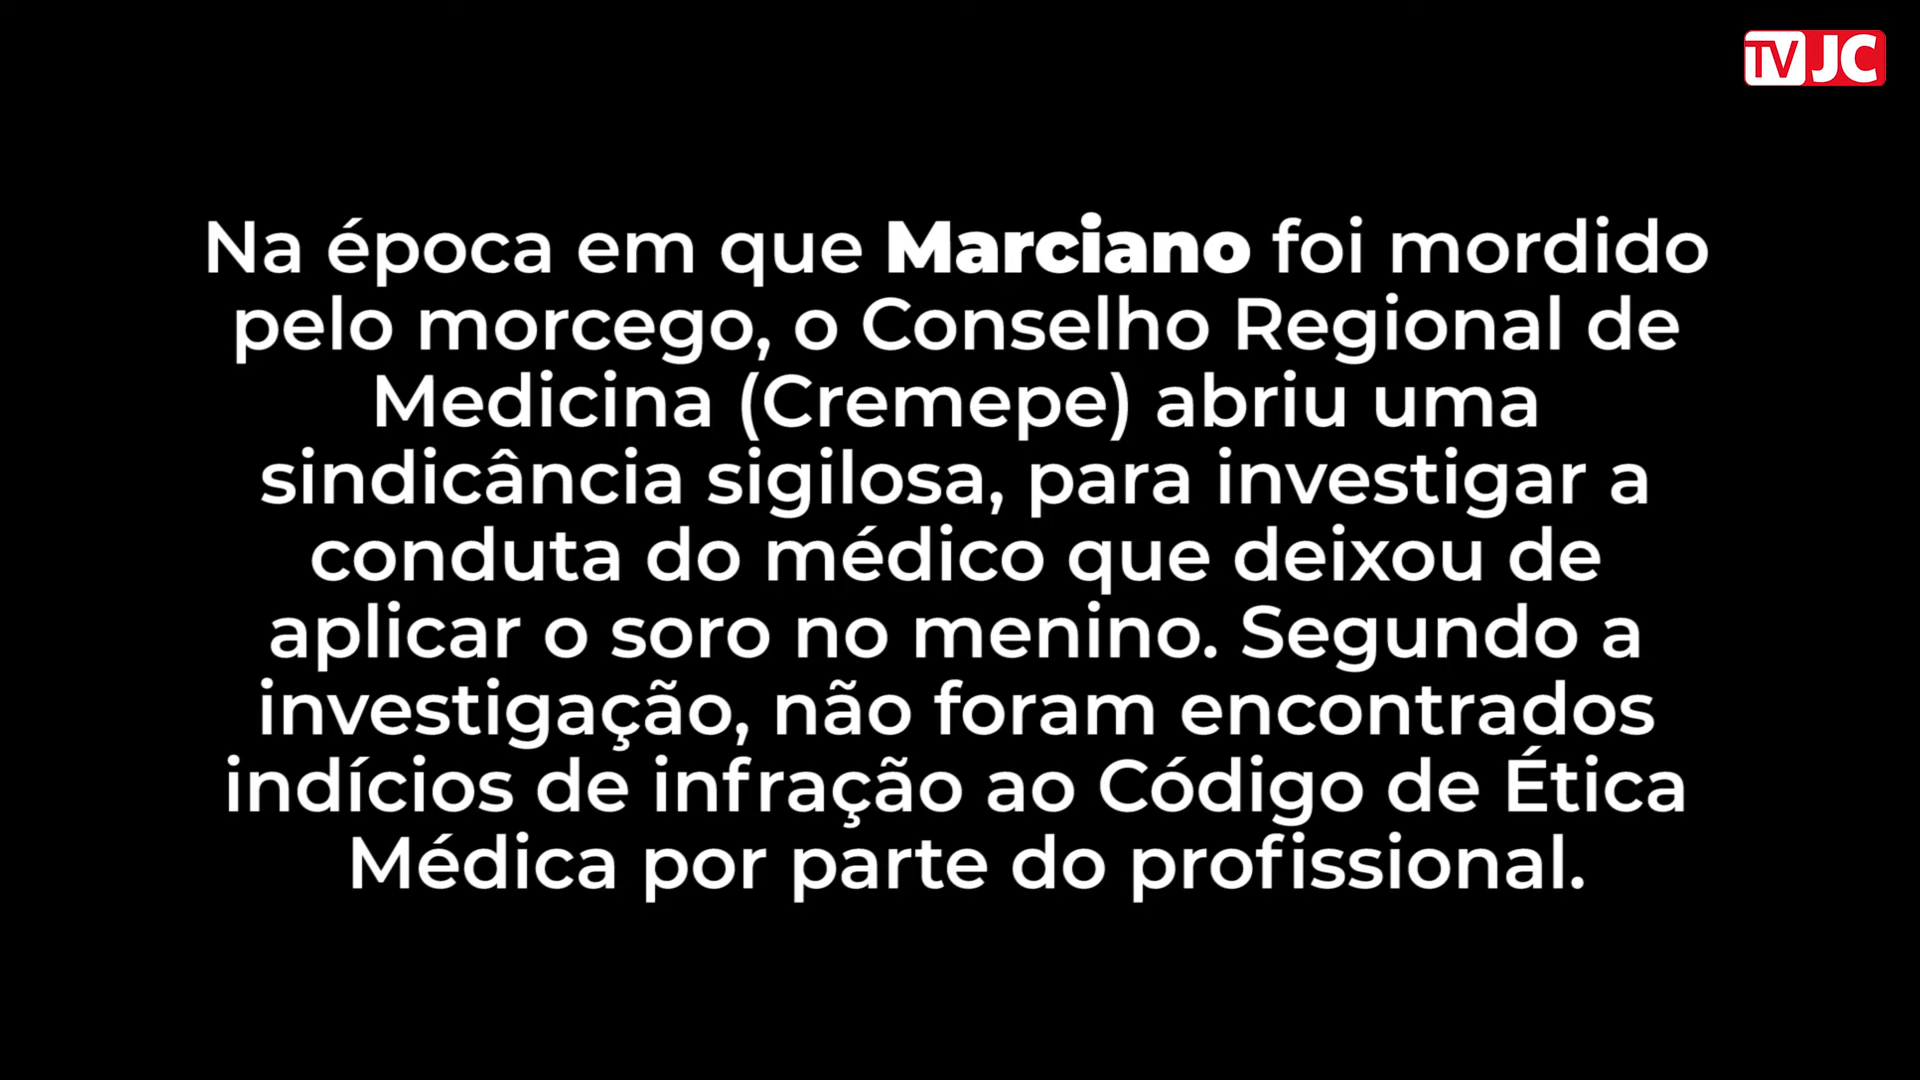 TV JC
Na época em que Marciano foi mordido
pelo morcego, o Conselho Regional de
Medicina (Cremepe) abriu uma
sindicância sigilosa, para investigar a
conduta do médico que deixou de
aplicar o soro no menino. Segundo a
investigação, não foram encontrados
indícios de infração ao Código de Ética
Médica por parte do profissional.